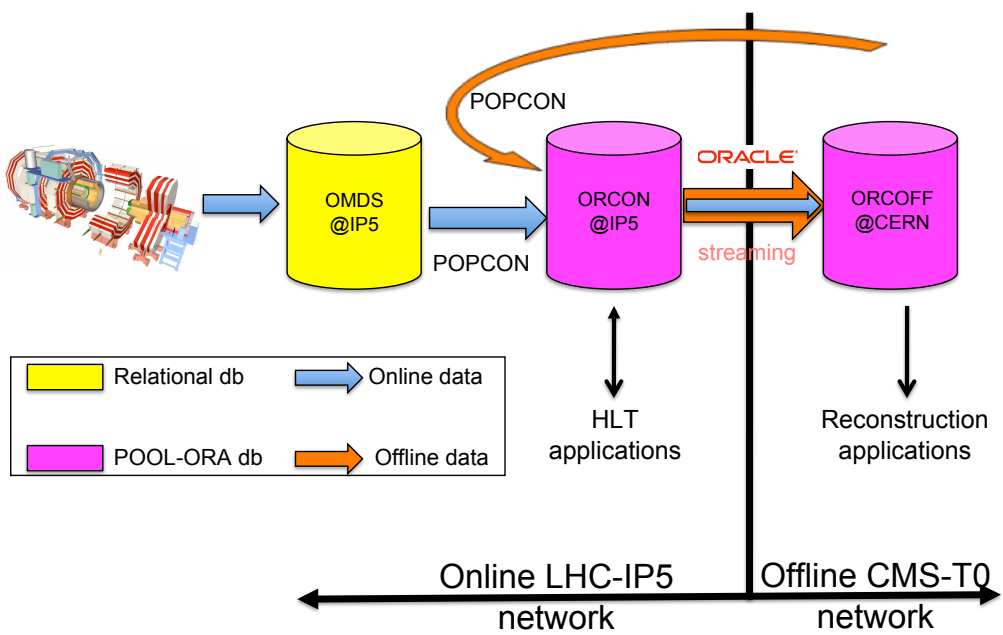 POPCON
OMDS
@IP5
POPCON
ORCON
@IP5
ORACLE®
streaming
ORCOFF
@CERN
Relational db
Online data
POOL-ORA db
Offline data
HLT
applications
Reconstruction
applications
Online LHC-IP5
network
Offline CMS-T0
network